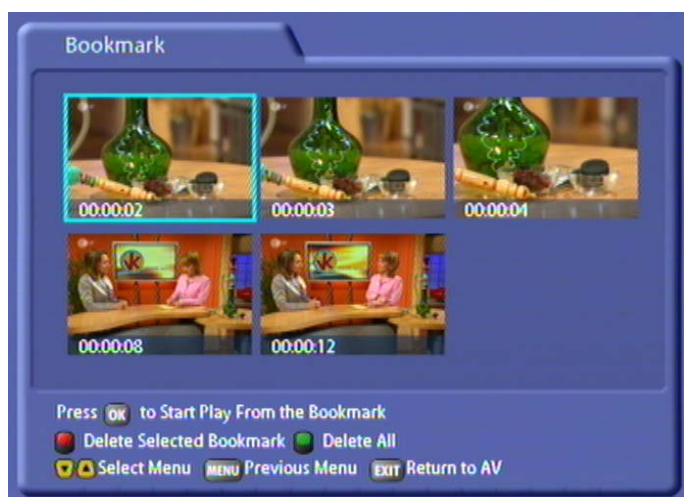 Bookmark
00:00:02
00:00:03
00:00:04
00:00:08
00:00:12
Press OK to Start Play From the Bookmark
Delete Selected Bookmark Delete All
Select Menu MENU Previous Menu EXIT Return to AV